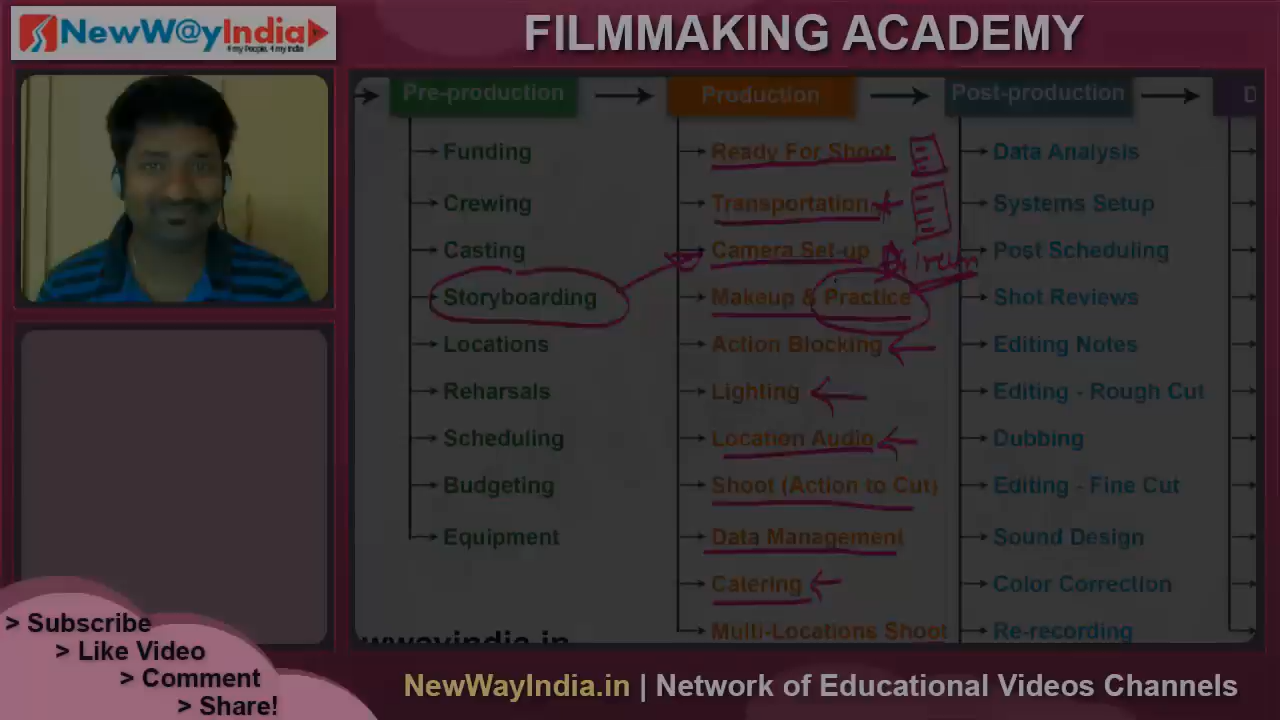 NewW@yIndia
4 my People, 4 my India
FILMMAKING ACADEMY
Pre-production
Funding
Crewing
Casting
Storyboarding
Locations
Reharsals
Scheduling
Budgeting
Equipment
Production
Ready For Shoot
Transportation
Camera Set-up
Makeup & Practice
Action Blocking
Lighting
Location Audio
Shoot (Action to Cut)
Data Management
Catering
Multi-Locations Shoot
Post-production
Data Analysis
Systems Setup
Post Scheduling
Shot Reviews
Editing Notes
Editing - Rough Cut
Dubbing
Editing - Fine Cut
Sound Design
Color Correction
Re-recording
D
wwayindia.in
> Subscribe
> Like Video
> Comment
> Share!
NewWayIndia.in | Network of Educational Videos Channels